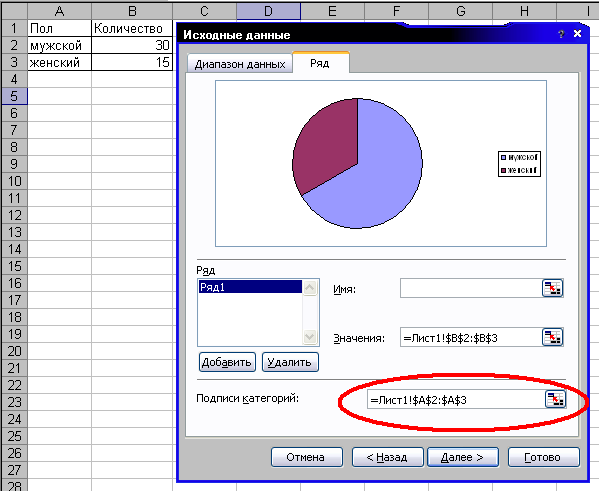 A B C D E F G H I
1 Пол Количество
2 мужской 30
3 женский 15
4
5
6
7
8
9
10
11
12
13
14
15
16
17
18
19
20
21
22
23
24
25
26
27
28
Исходные данные ?
Диапазон данных Ряд
мужской
женский
Ряд
Ряд1
Имя:
Значения: =Лист1!$B$2:$B$3
Добавить Удалить
Подписи категорий: =Лист1!$A$2:$A$3
Отмена < Назад Далее > Готово